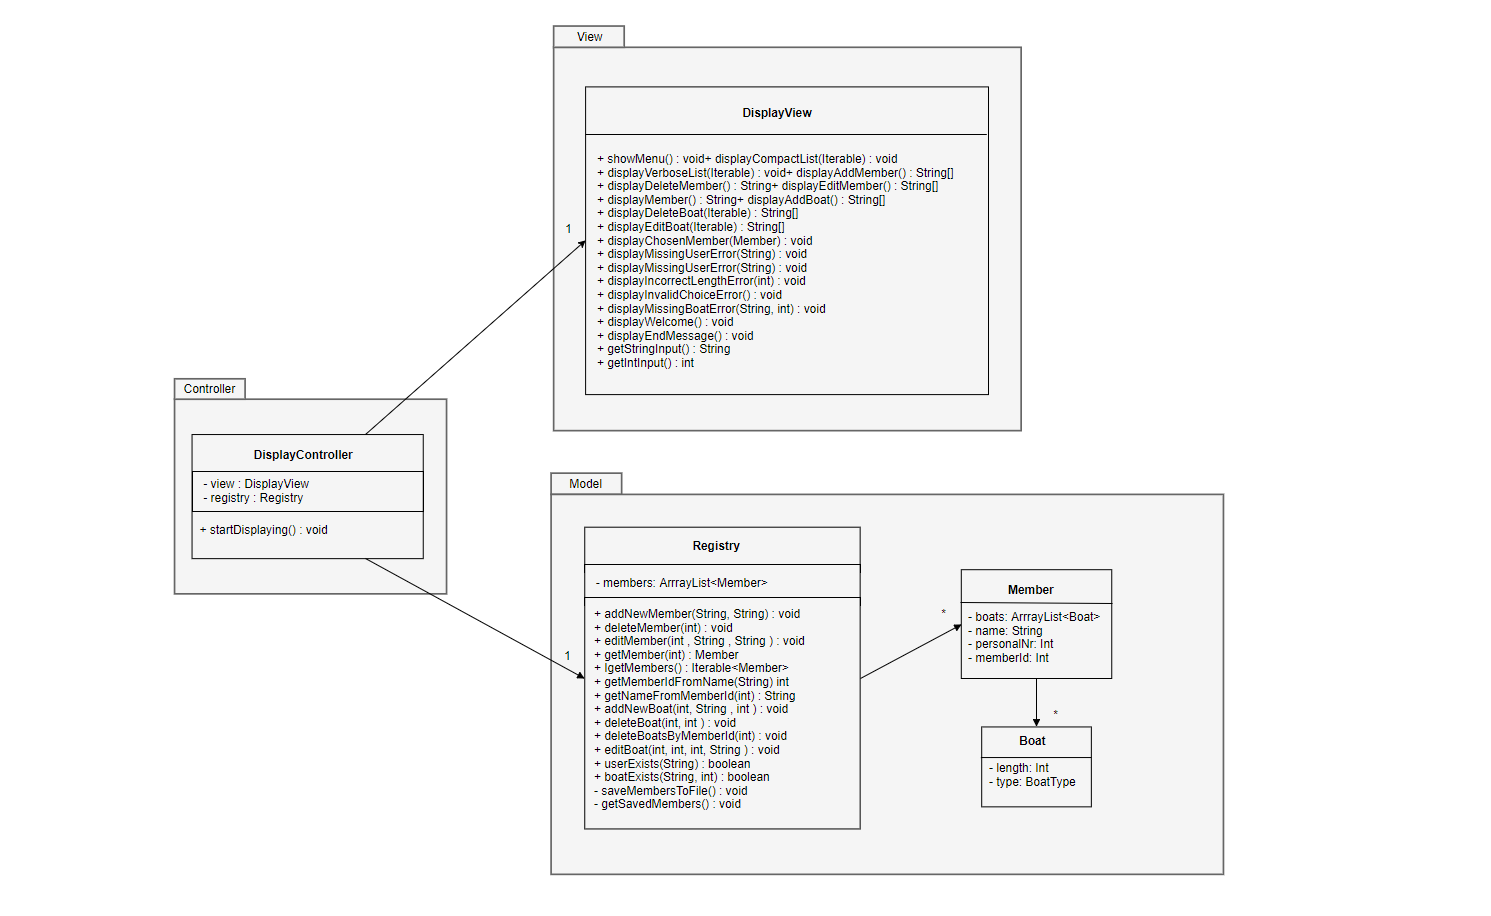 View
DisplayView
+ showMenu() : void+ displayCompactList(Iterable) : void
+ displayVerboseList(Iterable) : void+ displayAddMember() : String[]
+ displayDeleteMember() : String+ displayEditMember() : String[]
+ displayMember() : String+ displayAddBoat() : String[]
+ displayDeleteBoat(Iterable) : String[]
+ displayEditBoat(Iterable) : String[]
+ displayChosenMember(Member) : void
+ displayMissingUserError(String) : void
+ displayMissingUserError(String) : void
+ displayIncorrectLengthError(int) : void
+ displayInvalidChoiceError() : void
+ displayMissingBoatError(String, int) : void
+ displayWelcome() : void
+ displayEndMessage() : void
+ getStringInput() : String
+ getIntInput() : int
1
Controller
DisplayController
- view : DisplayView
- registry : Registry
+ startDisplaying() : void
1
Model
Registry
- members: ArrrayList<Member>
+ addNewMember(String, String) : void
+ deleteMember(int) : void
+ editMember(int , String , String ) : void
+ getMember(int) : Member
+ IgetMembers() : Iterable<Member>
+ getMemberIdFromName(String) int
+ getNameFromMemberId(int) : String
+ addNewBoat(int, String , int ) : void
+ deleteBoat(int, int ) : void
+ deleteBoatsByMemberId(int) : void
+ editBoat(int, int, int, String ) : void
+ userExists(String) : boolean
+ boatExists(String, int) : boolean
- saveMembersToFile() : void
- getSavedMembers() : void
*
Member
- boats: ArrrayList<Boat>
- name: String
- personalNr: Int
- memberId: Int
*
Boat
- length: Int
- type: BoatType